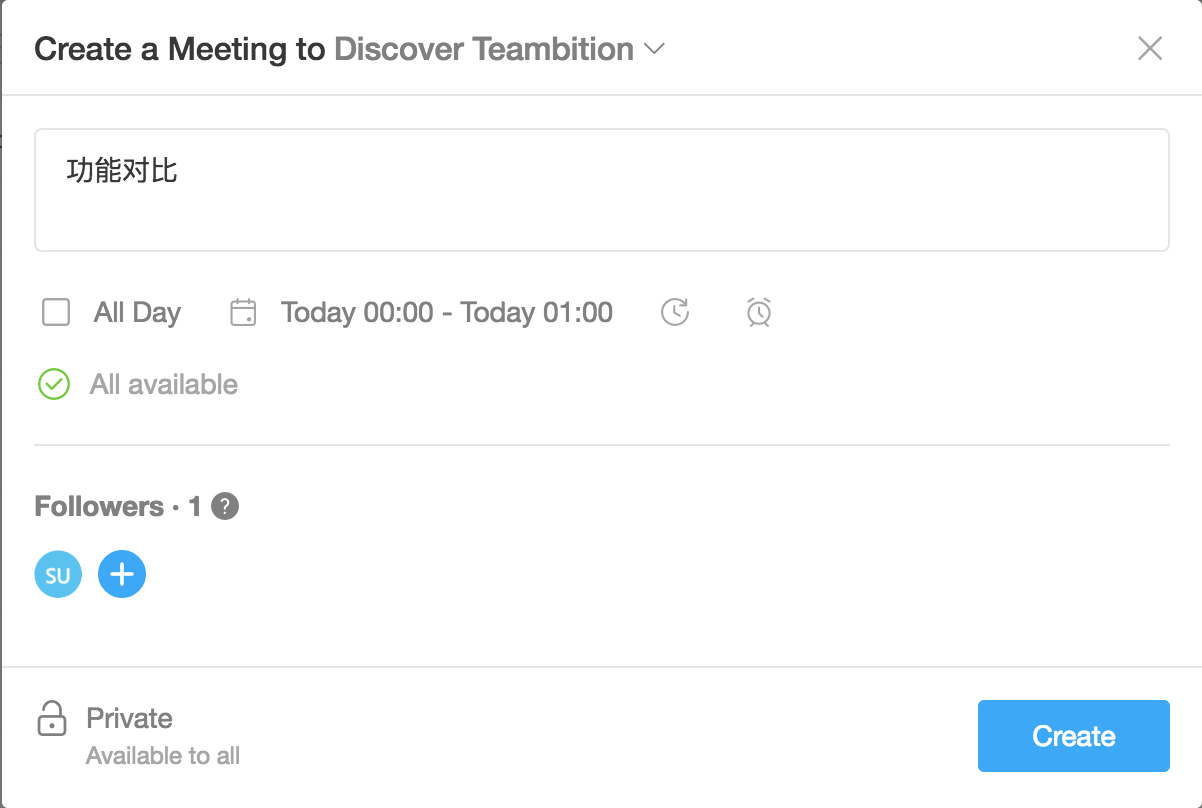 Create a Meeting to Discover Teambition
功能对比
All Day Today 00:00 - Today 01:00
All available
Followers · 1 ?
SU
Private
Available to all
Create